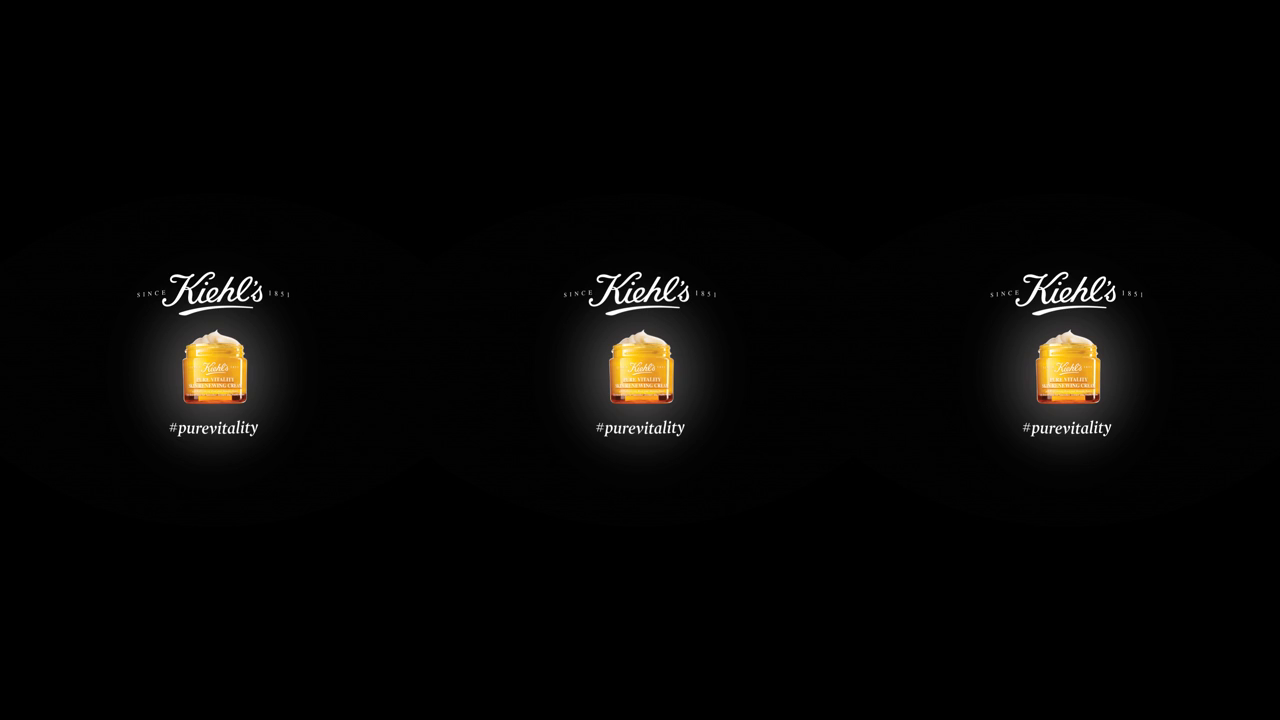 SINCE Kiehl's 1851 SINCE Kiehl's 1851 SINCE Kiehl's 1851
Kiehl's Kiehl's Kiehl's
PURE VITALITY PURE VITALITY PURE VITALITY
SKIN RENEWING CREAM SKIN RENEWING CREAM SKIN RENEWING CREAM
#purevitality #purevitality #purevitality